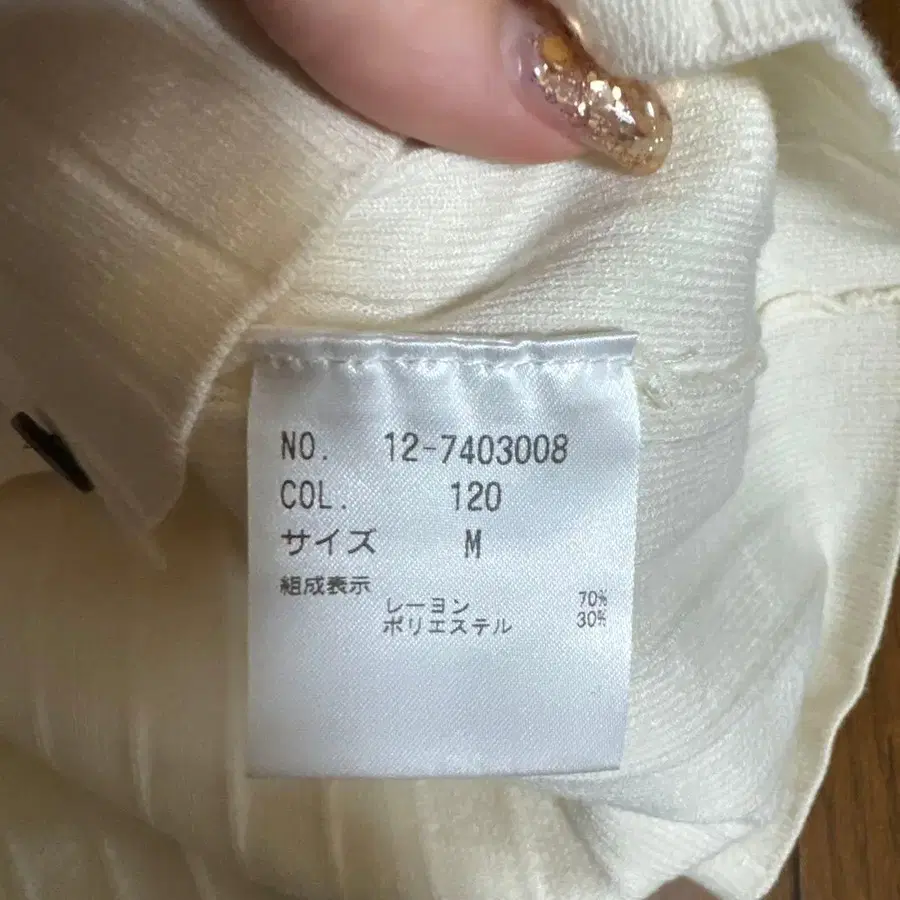 NO. 12-7403008
COL. 120
サイズ M
組成表示
レーヨン 70%
ポリエステル 30%